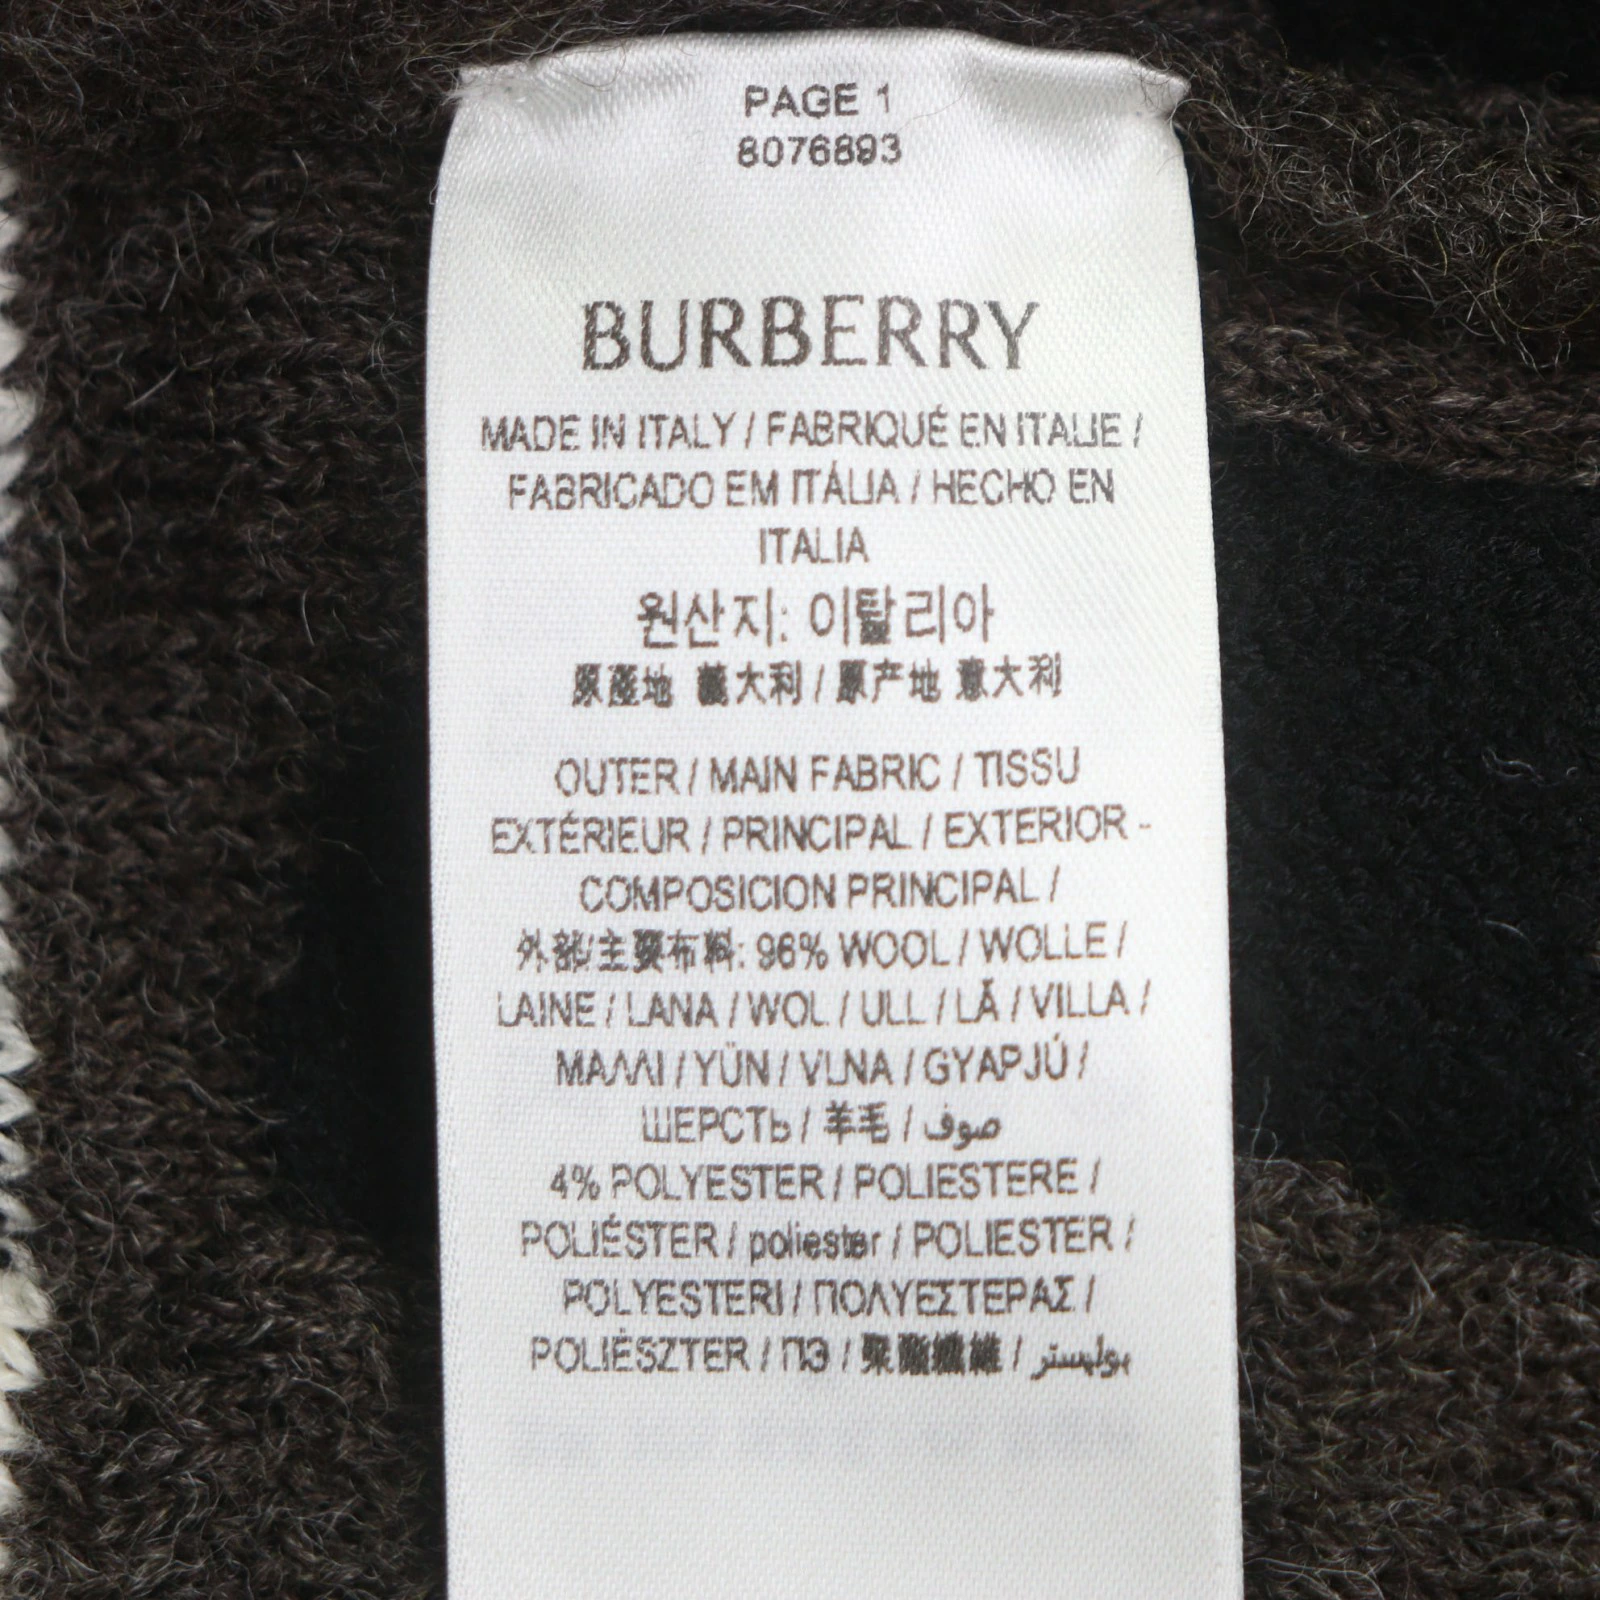 PAGE 1
8076893
BURBERRY
MADE IN ITALY / FABRIQUÉ EN ITALIE /
FABRICADO EM ITÁLIA / HECHO EN
ITALIA
원산지: 이탈리아
原產地 義大利 / 原产地 意大利
OUTER / MAIN FABRIC / TISSU
EXTÉRIEUR / PRINCIPAL / EXTERIOR -
COMPOSICION PRINCIPAL /
外部/主要布料: 96% WOOL / WOLLE /
LAINE / LANA / WOL / ULL / LÃ / VILLA /
ΜΑΛΛΙ / YÜN / VLNA / GYAPJÚ /
ШЕРСТЬ / 羊毛 / صوف
4% POLYESTER / POLIESTERE /
POLIÉSTER / poliester / POLIESTER /
POLYESTERI / ΠΟΛΥΕΣΤΕΡΑΣ /
POLIÉSZTER / ПЭ / 聚酯纖維 / بوليستر